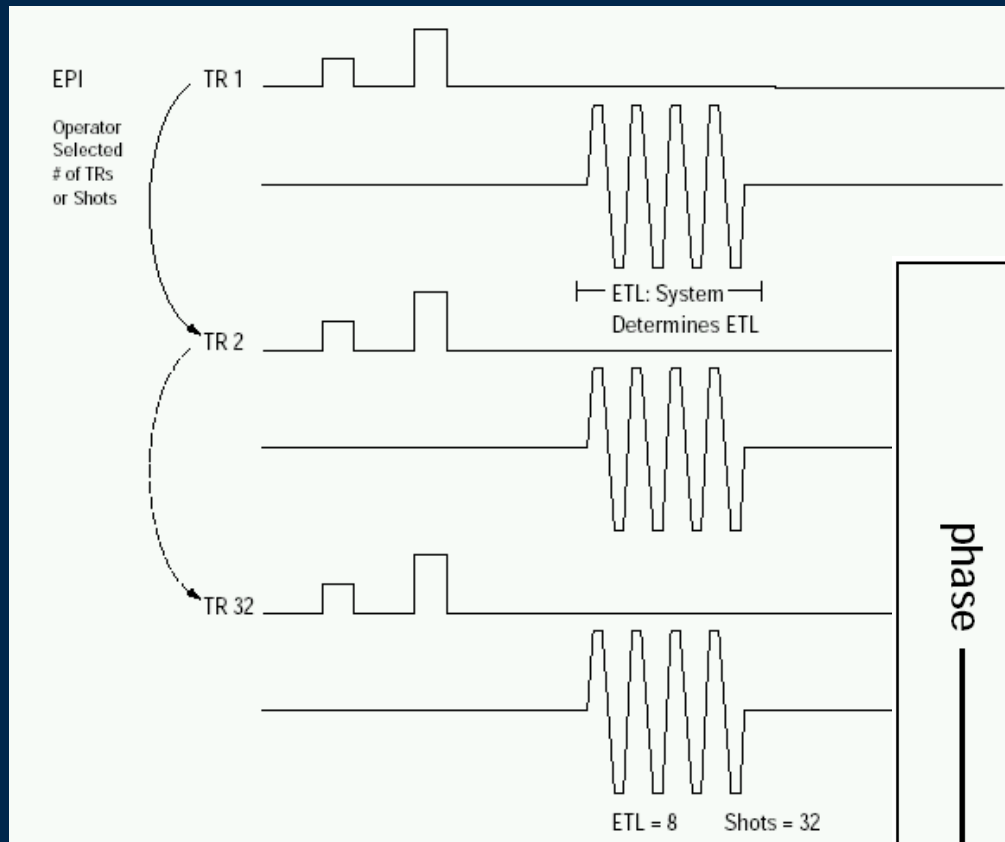 EPI
Operator
Selected
# of TRs
or Shots
TR 1
ETL: System
Determines ETL
TR 2
TR 32
ETL = 8 Shots = 32
phase